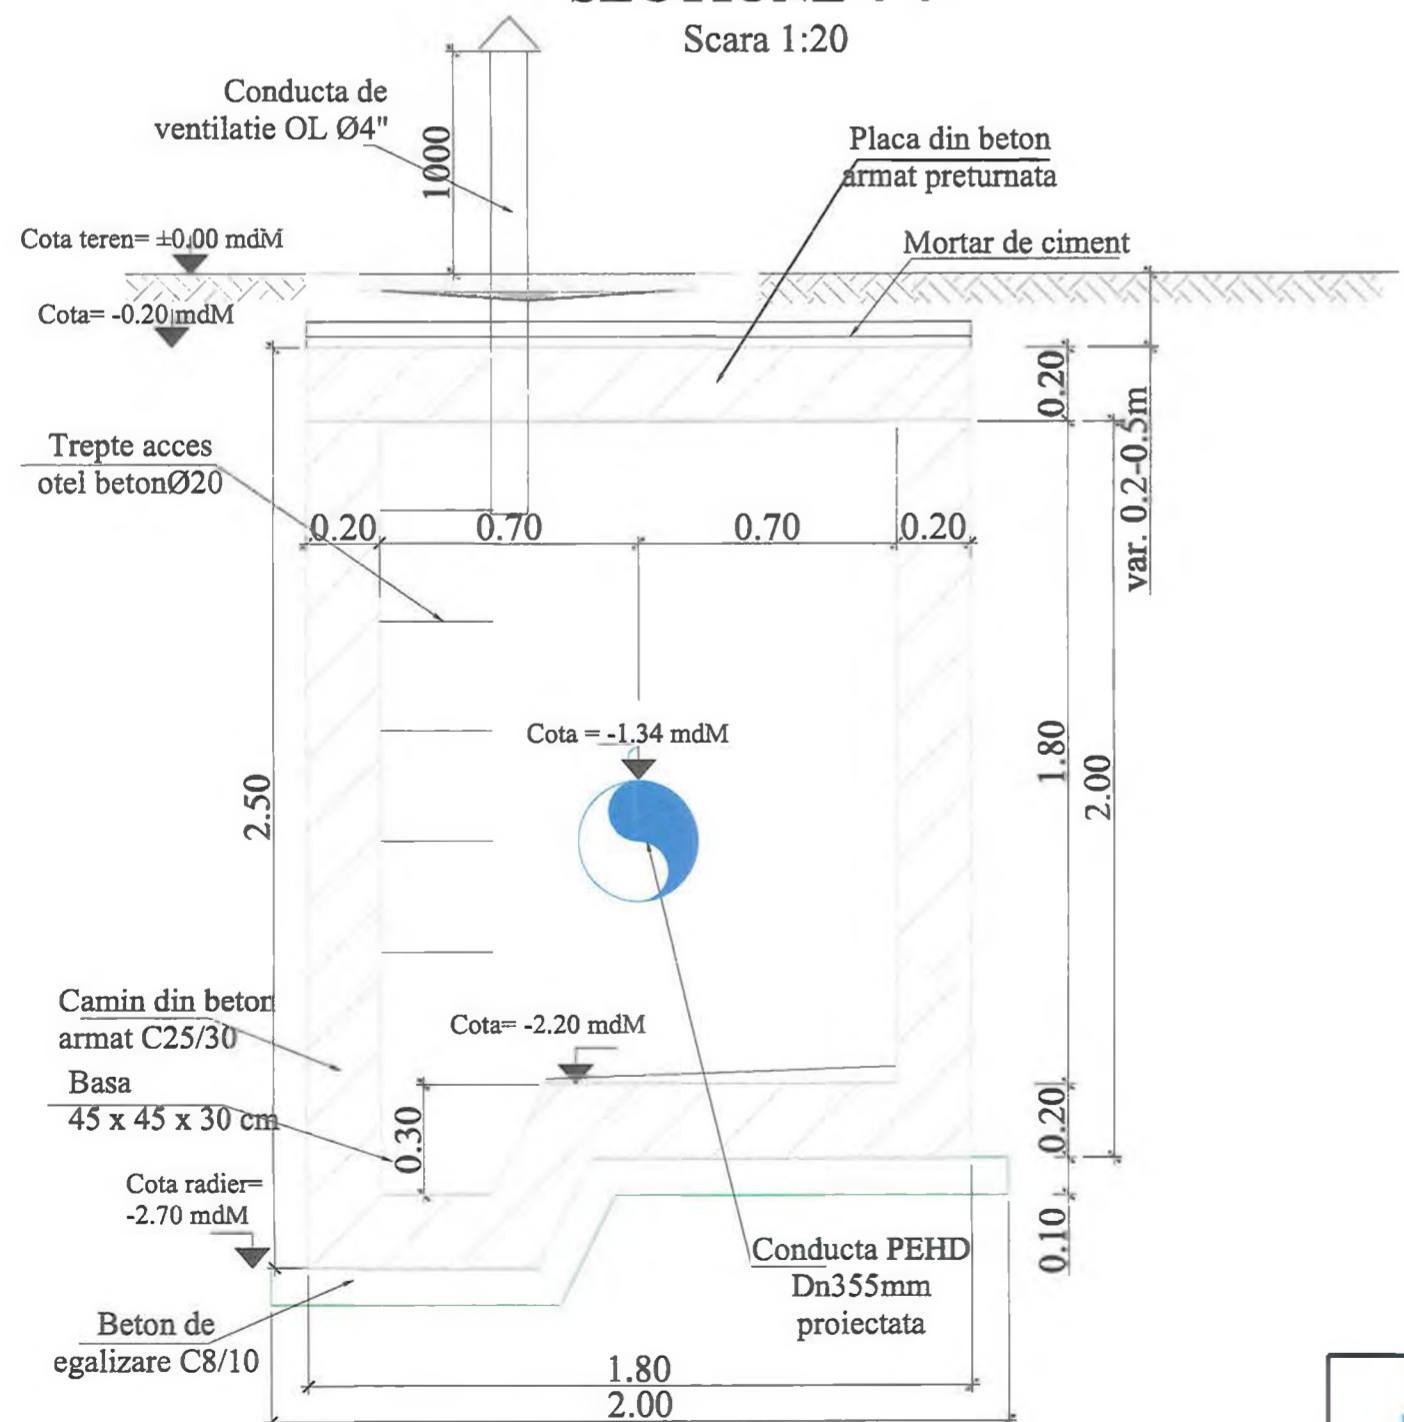 Scara 1:20
Conducta de
ventilatie OL Ø4"
1000
Placa din beton
armat preturnata
Cota teren= ±0.00 mdM
Mortar de ciment
Cota= -0.20 mdM
0.20
var. 0.2-0.5m
Trepte acces
otel betonØ20
0.20
0.70
0.70
0.20
Cota = -1.34 mdM
2.50
1.80
2.00
Camin din beton
armat C25/30
Cota= -2.20 mdM
Basa
45 x 45 x 30 cm
0.30
0.20
Cota radier=
-2.70 mdM
0.10
Conducta PEHD
Dn355mm
proiectata
Beton de
egalizare C8/10
1.80
2.00